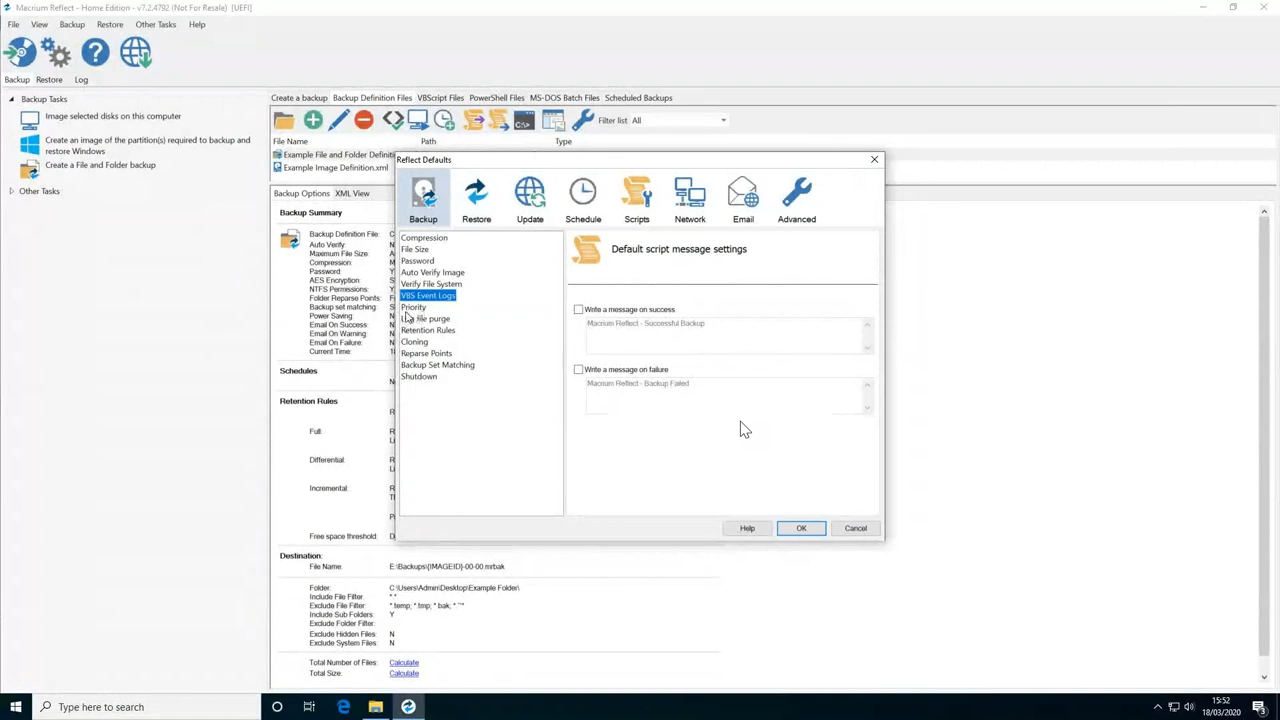 Macrium Reflect - Home Edition - v7.2.4792 (Not For Resale) - [UEFI]
File View Backup Restore Other Tasks Help
Backup Restore Log
Backup Tasks
Image selected disks on this computer
Create an image of the partition(s) required to backup and
restore Windows
Create a File and Folder backup
Other Tasks
Create a backup Backup Definition Files VBScript Files PowerShell Files MS-DOS Batch Files Scheduled Backups
C:\>_ Filter list All
File Name Path Type
Example File and Folder Definiti
Example Image Definition.xml
Backup Options XML View
Backup Summary
Backup Definition File: C
Auto Verify: N
Maximum File Size: A
Compression: M
Password: Y
AES Encryption: S
NTFS Permissions: Y
Folder Reparse Points: F
Backup set matching: S
Power Saving: N
Email On Success: N
Email On Warning: N
Email On Failure: N
Current Time: 18
Schedules
N
Retention Rules
Full: R
Li
Differential: R
Li
Incremental: R
Th
Free space threshold: D
Destination:
File Name: E:\Backups\{IMAGEID}-00-00.mrbak
Folder: C:\Users\Admin\Desktop\Example Folder\
Include File Filter: *.*
Exclude File Filter: *.temp; *.tmp; *.bak; *.~*
Include Sub Folders: Y
Exclude Folder Filter:
Exclude Hidden Files: N
Exclude System Files: N
Total Number of Files: Calculate
Total Size: Calculate
Reflect Defaults
Backup Restore Update Schedule Scripts Network Email Advanced
Compression
File Size
Password
Auto Verify Image
Verify File System
VBS Event Logs
Priority
file purge
Retention Rules
Cloning
Reparse Points
Backup Set Matching
Shutdown
Default script message settings
Write a message on success
Macrium Reflect - Successful Backup
Write a message on failure
Macrium Reflect - Backup Failed
Help OK Cancel
Type here to search
15:52
18/03/2020
3